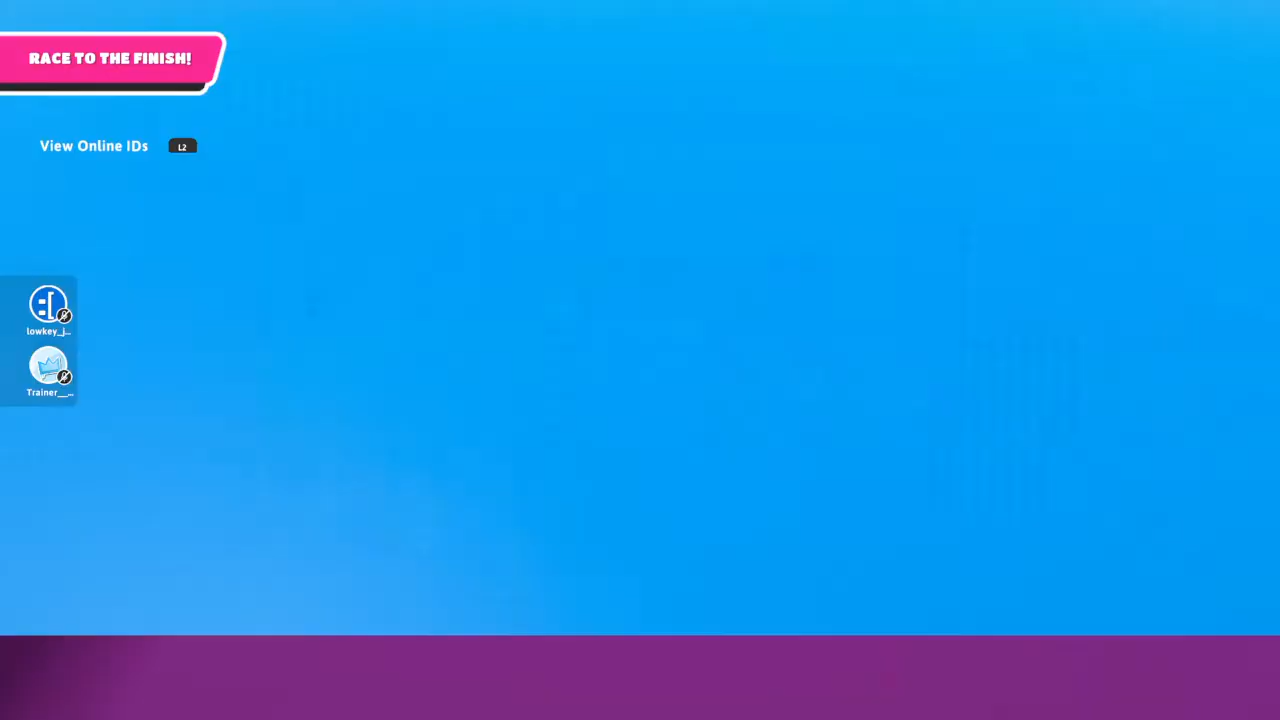 RACE TO THE FINISH!
View Online IDs L2
lowkey_j...
Trainer__...